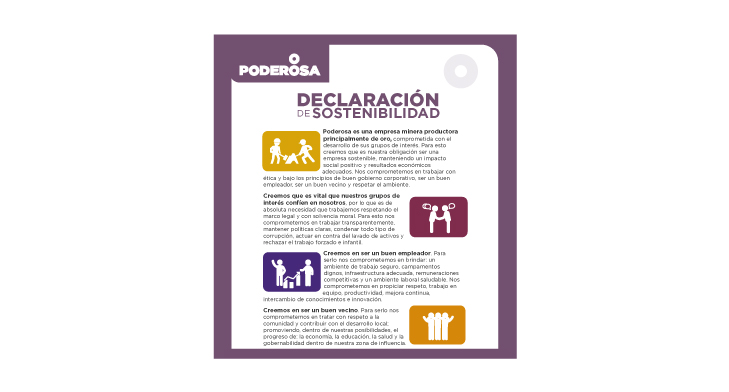 PODEROSA
DECLARACIÓN
DE SOSTENIBILIDAD
Poderosa es una empresa minera productora
principalmente de oro, comprometida con el
desarrollo de sus grupos de interés. Para esto
creemos que es nuestra obligación ser una
empresa sostenible, manteniendo un impacto
social positivo y resultados económicos
adecuados. Nos comprometemos en trabajar con
ética y bajo los principios de buen gobierno corporativo, ser un buen
empleador, ser un buen vecino y respetar el ambiente.
Creemos que es vital que nuestros grupos de
interés confíen en nosotros, por lo que es de
absoluta necesidad que trabajemos respetando el
marco legal y con solvencia moral. Para esto nos
comprometemos en trabajar transparentemente,
mantener políticas claras, condenar todo tipo de
corrupción, actuar en contra del lavado de activos y
rechazar el trabajo forzado e infantil.
Creemos en ser un buen empleador. Para
serlo nos comprometemos en brindar: un
ambiente de trabajo seguro, campamentos
dignos, infraestructura adecuada, remuneraciones
competitivas y un ambiente laboral saludable. Nos
comprometemos en propiciar respeto, trabajo en
equipo, productividad, mejora continua,
intercambio de conocimientos e innovación.
Creemos en ser un buen vecino. Para serlo nos
comprometemos en tratar con respeto a la
comunidad y contribuir con el desarrollo local;
promoviendo, dentro de nuestras posibilidades, el
progreso de: la economía, la educación, la salud y la
gobernabilidad dentro de nuestra zona de influencia.